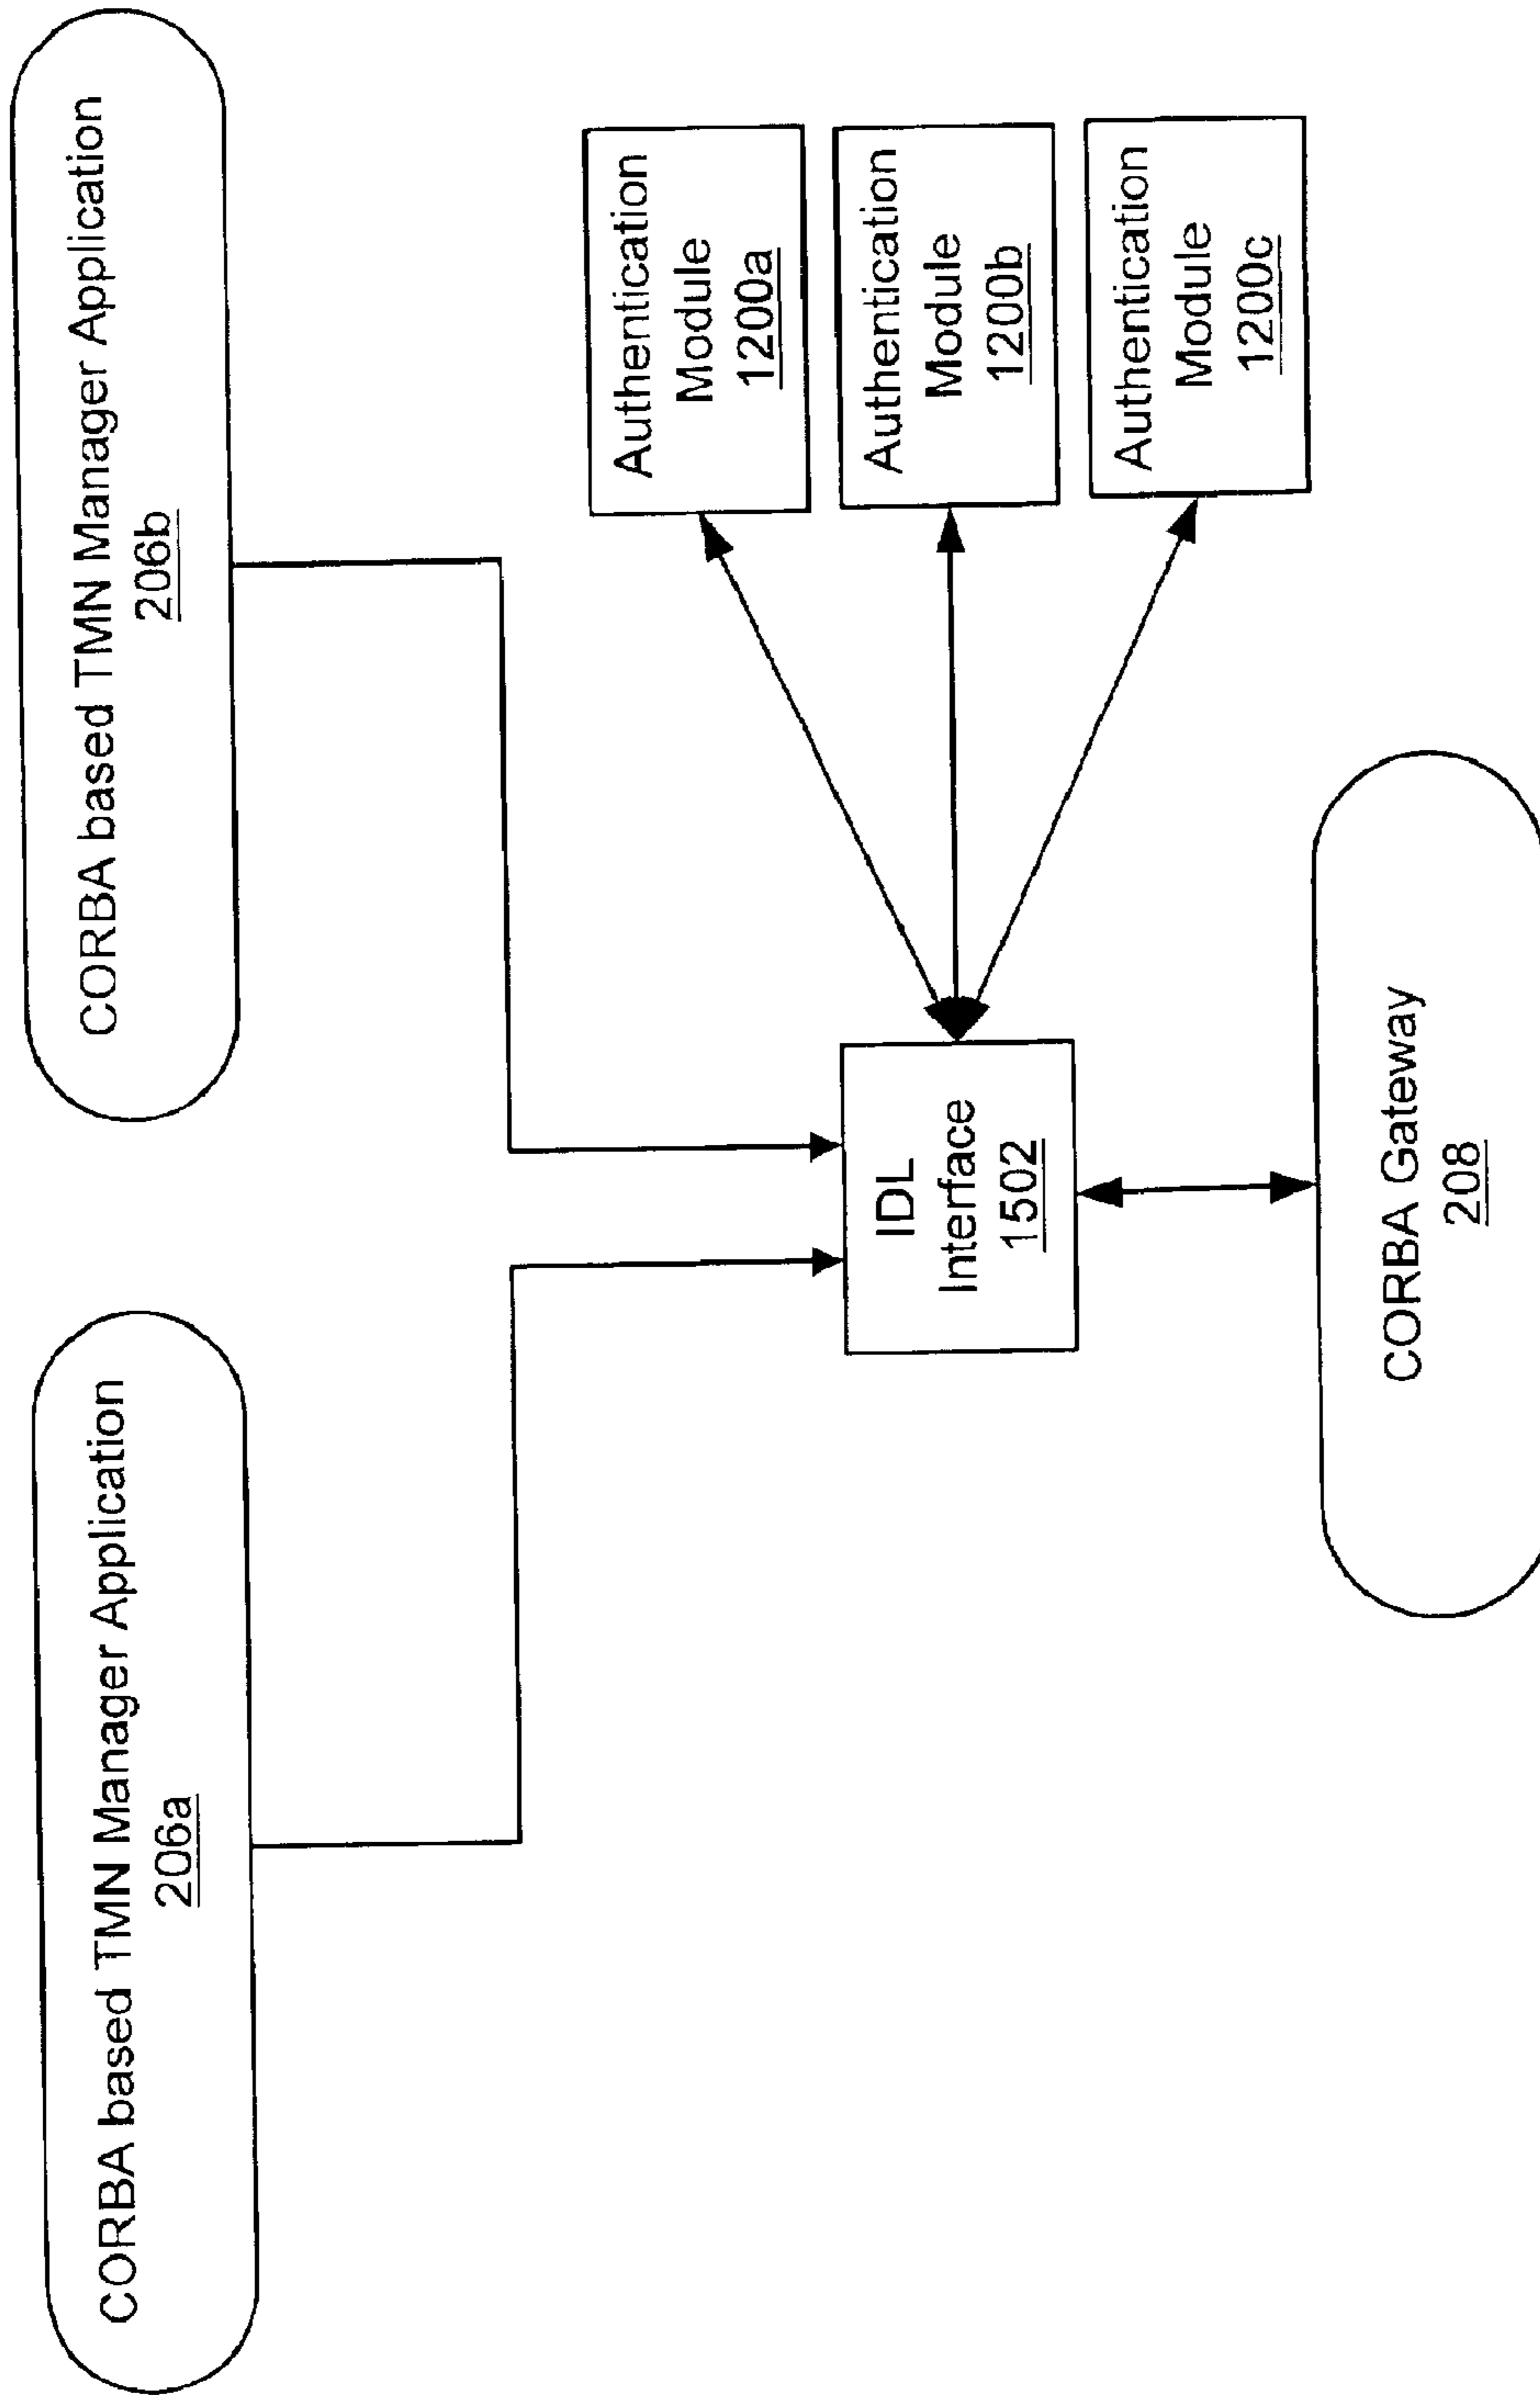 CORBA based TMN Manager Application
206a
CORBA based TMN Manager Application
206b
Authentication
Module
1200a
Authentication
Module
1200b
Authentication
Module
1200c
IDL
Interface
1502
CORBA Gateway
208